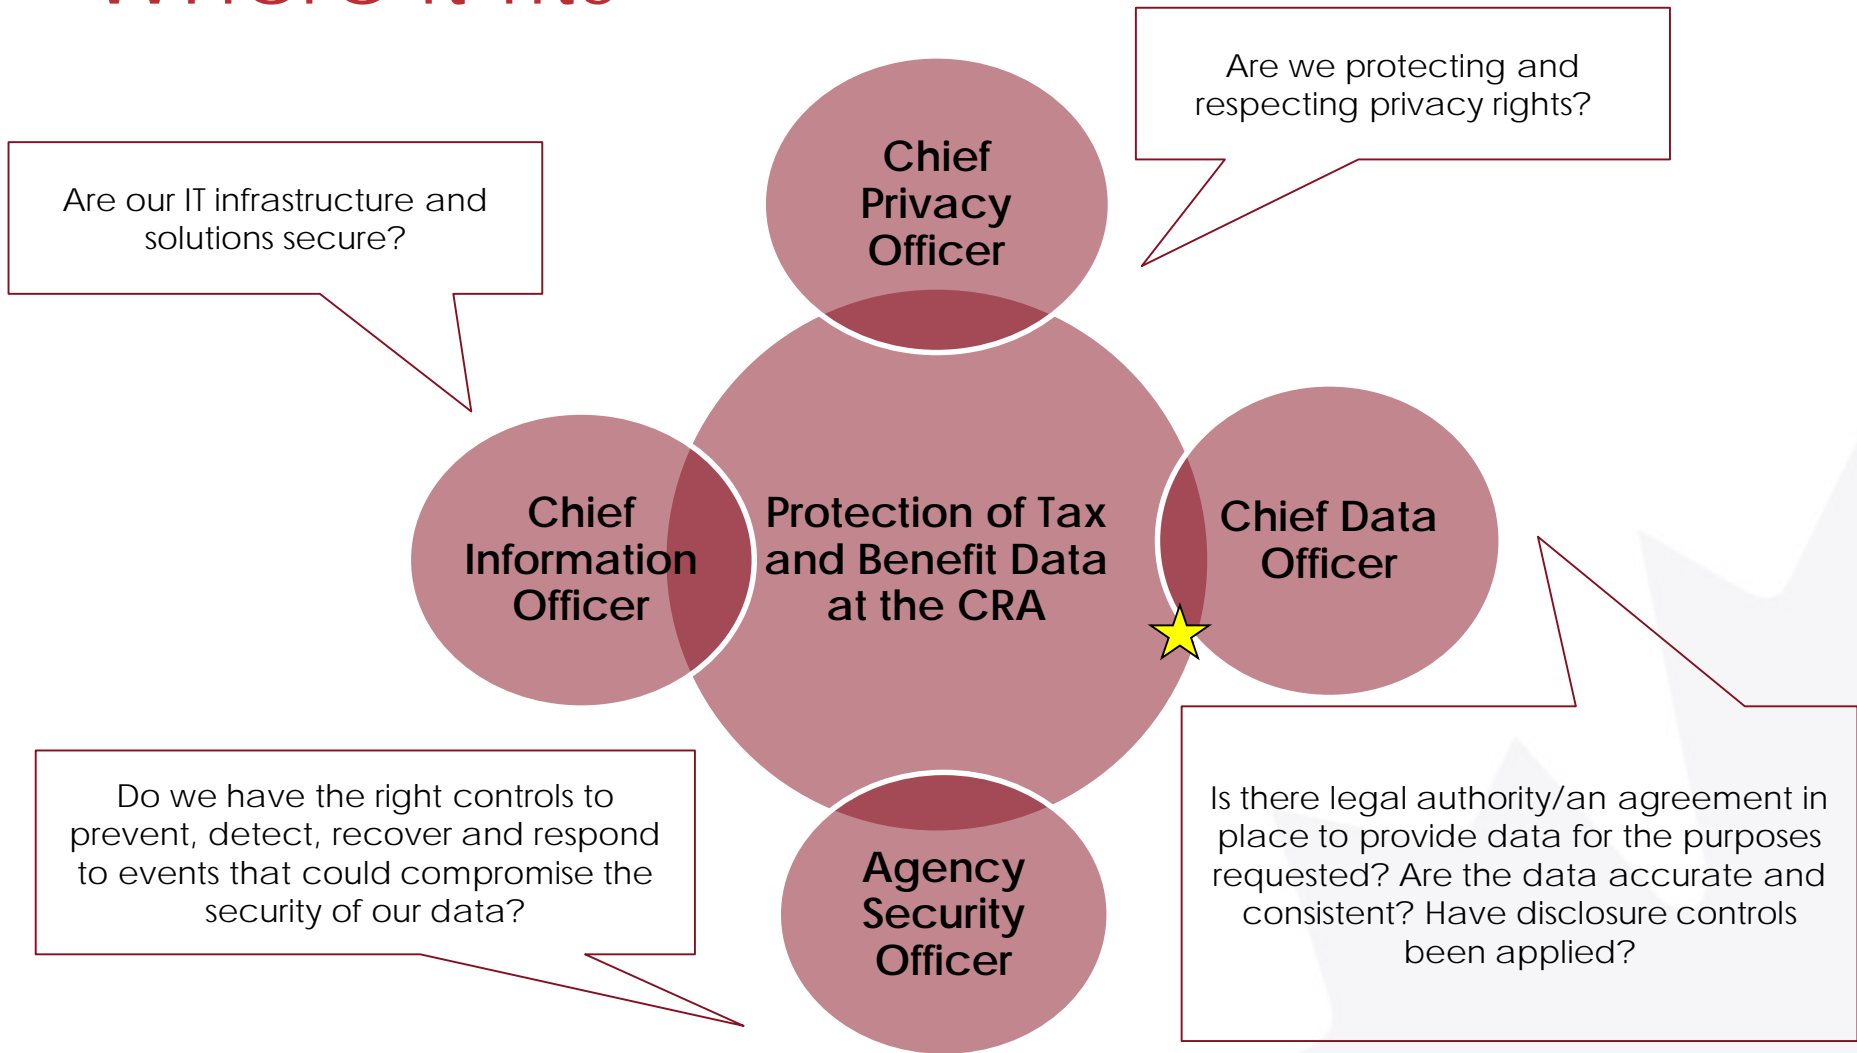 Where it fits
Are we protecting and
respecting privacy rights?
Chief
Privacy
Officer
Are our IT infrastructure and
solutions secure?
Chief
Information
Officer
Protection of Tax
and Benefit Data
at the CRA
Chief Data
Officer
Do we have the right controls to
prevent, detect, recover and respond
to events that could compromise the
security of our data?
Agency
Security
Officer
Is there legal authority/an agreement in
place to provide data for the purposes
requested? Are the data accurate and
consistent? Have disclosure controls
been applied?